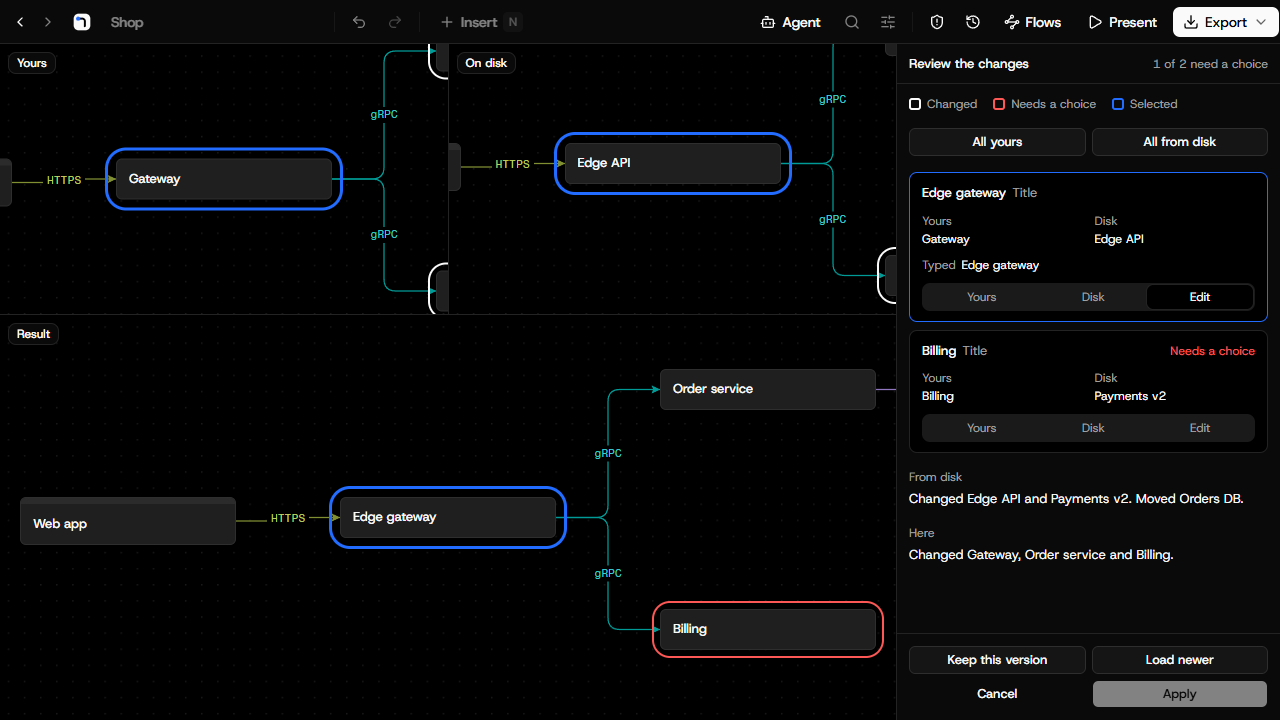 Shop
Insert N
Agent
Flows
Present
Export
Yours
gRPC
HTTPS
Gateway
gRPC
On disk
gRPC
HTTPS
Edge API
gRPC
Result
Order service
gRPC
Web app
HTTPS
Edge gateway
gRPC
Billing
Review the changes
1 of 2 need a choice
Changed Needs a choice Selected
All yours
All from disk
Edge gateway Title
Yours Disk
Gateway Edge API
Typed Edge gateway
Yours Disk Edit
Billing Title Needs a choice
Yours Disk
Billing Payments v2
Yours Disk Edit
From disk
Changed Edge API and Payments v2. Moved Orders DB.
Here
Changed Gateway, Order service and Billing.
Keep this version
Load newer
Cancel
Apply